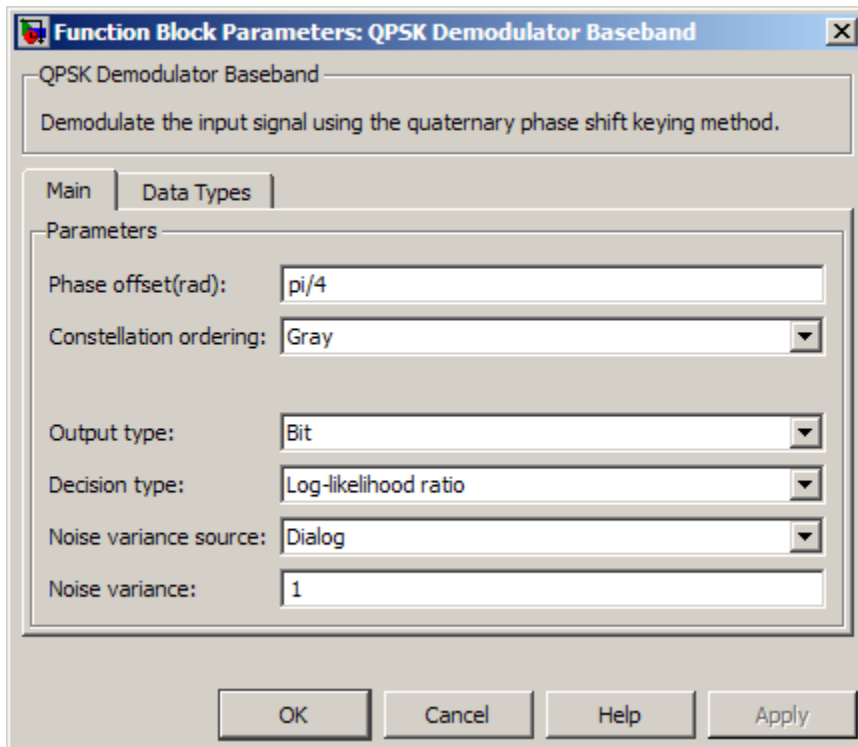 Function Block Parameters: QPSK Demodulator Baseband
QPSK Demodulator Baseband
Demodulate the input signal using the quaternary phase shift keying method.
Main Data Types
Parameters
Phase offset(rad): pi/4
Constellation ordering: Gray
Output type: Bit
Decision type: Log-likelihood ratio
Noise variance source: Dialog
Noise variance: 1
OK Cancel Help Apply